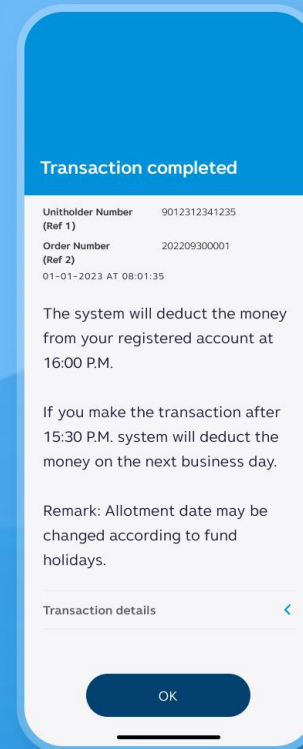 Transaction completed
Unitholder Number 9012312341235
(Ref 1)
Order Number 202209300001
(Ref 2)
01-01-2023 AT 08:01:35
The system will deduct the money
from your registered account at
16:00 P.M.
If you make the transaction after
15:30 P.M. system will deduct the
money on the next business day.
Remark: Allotment date may be
changed according to fund
holidays.
Transaction details
OK